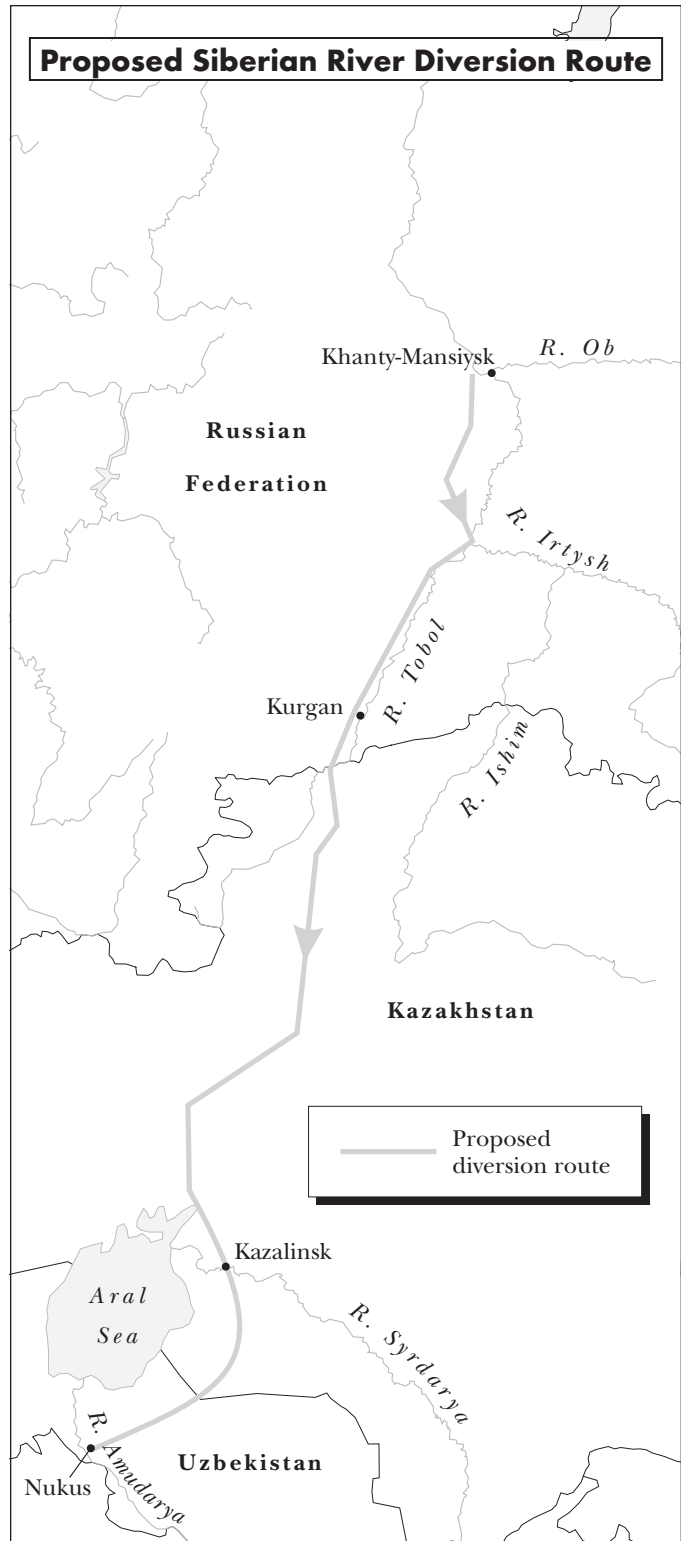 Proposed Siberian River Diversion Route
Khanty-Mansiysk
R. Ob
Russian
Federation
R. Irtysh
R. Tobol
Kurgan
R. Ishim
Kazakhstan
Proposed
diversion route
Kazalinsk
Aral
Sea
R. Syrdarya
R. Amudarya
Uzbekistan
Nukus